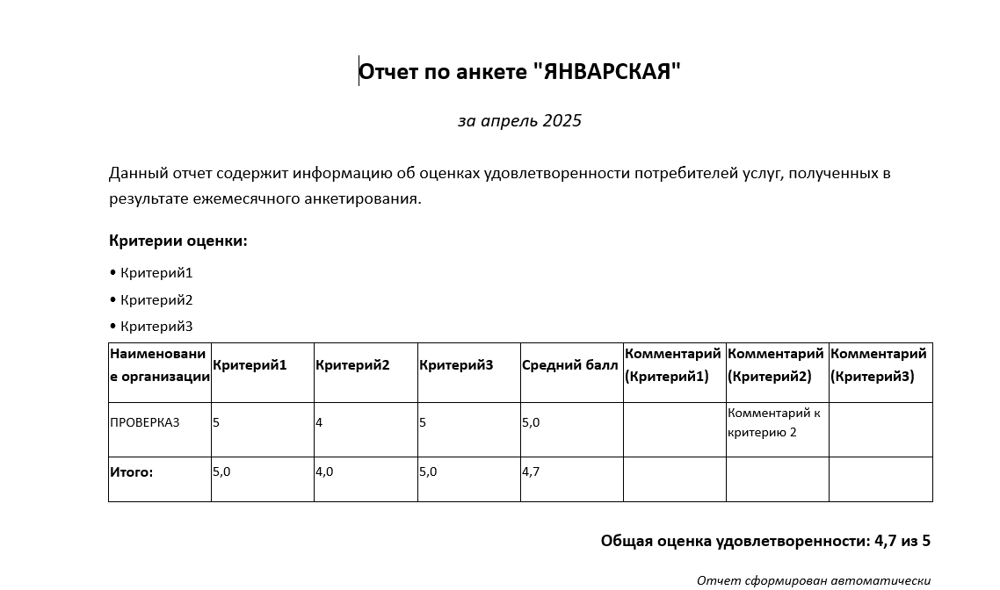 Отчет по анкете "ЯНВАРСКАЯ"
за апрель 2025
Данный отчет содержит информацию об оценках удовлетворенности потребителей услуг, полученных в
результате ежемесячного анкетирования.
Критерии оценки:
• Критерий1
• Критерий2
• Критерий3
Наименовани
е организации
Критерий1
Критерий2
Критерий3
Средний балл
Комментарий
(Критерий1)
Комментарий
(Критерий2)
Комментарий
(Критерий3)
ПРОВЕРКА3
5
4
5
5,0
Комментарий к
критерию 2
Итого:
5,0
4,0
5,0
4,7
Общая оценка удовлетворенности: 4,7 из 5
Отчет сформирован автоматически